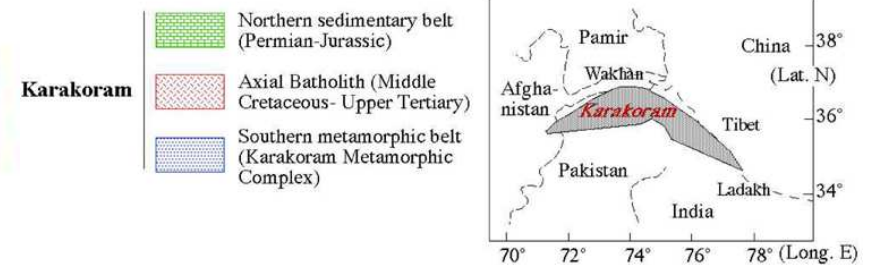 Karakoram
Northern sedimentary belt
(Permian-Jurassic)
Axial Batholith (Middle
Cretaceous- Upper Tertiary)
Southern metamorphic belt
(Karakoram Metamorphic
Complex)
Pamir
China
38°
(Lat. N)
Wakhan
Afgha-
nistan
Karakoram
36°
Tibet
Pakistan
Ladakh
34°
India
70° 72° 74° 76° 78° (Long. E)